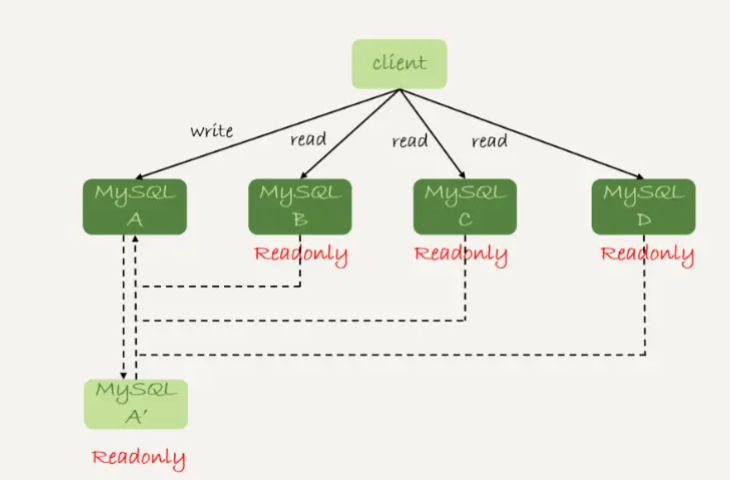 client
write
read
read
read
MySQL
A
MySQL
B
MySQL
C
MySQL
D
Readonly
Readonly
Readonly
MySQL
A'
Readonly